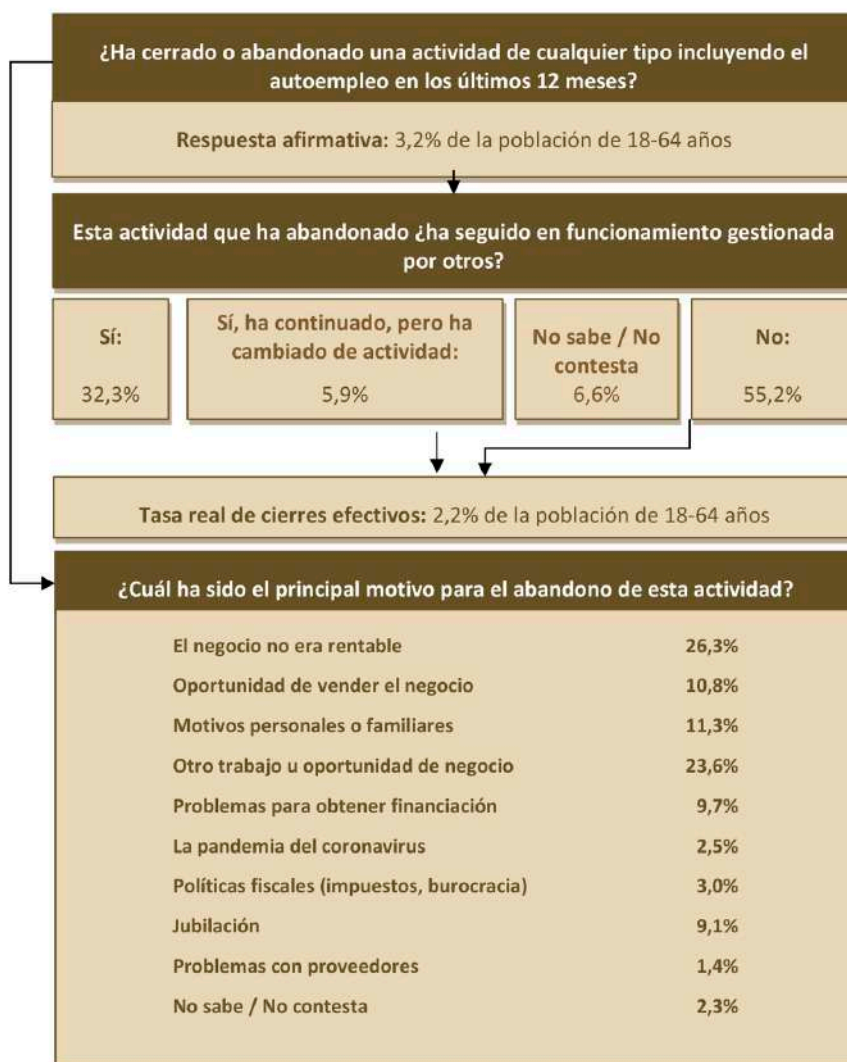 ¿Ha cerrado o abandonado una actividad de cualquier tipo incluyendo el
autoempleo en los últimos 12 meses?
Respuesta afirmativa: 3,2% de la población de 18-64 años
Esta actividad que ha abandonado ¿ha seguido en funcionamiento gestionada
por otros?
Sí:
32,3%
Sí, ha continuado, pero ha
cambiado de actividad:
5,9%
No sabe / No
contesta
6,6%
No:
55,2%
Tasa real de cierres efectivos: 2,2% de la población de 18-64 años
¿Cuál ha sido el principal motivo para el abandono de esta actividad?
El negocio no era rentable 26,3%
Oportunidad de vender el negocio 10,8%
Motivos personales o familiares 11,3%
Otro trabajo u oportunidad de negocio 23,6%
Problemas para obtener financiación 9,7%
La pandemia del coronavirus 2,5%
Políticas fiscales (impuestos, burocracia) 3,0%
Jubilación 9,1%
Problemas con proveedores 1,4%
No sabe / No contesta 2,3%